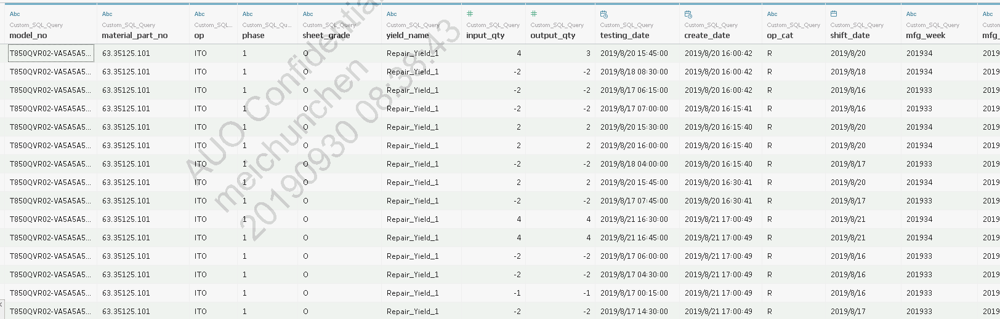 Abc Abc Abc Abc Abc Abc # # Abc Abc Abc
Custom_SQL_Query Custom_SQL_Query Custom_SQL... Custom_SQL_Qu... Custom_SQL_Query Custom_SQL_Query Custom_SQL_Query Custom_SQL_Query Custom_SQL_Query Custom_SQL_Query Custom_SQL_Query Custom_SQL_Query Custom_SQL_Query Custo
model_no material_part_no op phase sheet_grade yield_name input_qty output_qty testing_date create_date op_cat shift_date mfg_week mfg_
T850QVR02-VA5A5A5... 63.35125.101 ITO 1 O Repair_Yield_1 4 3 2019/8/20 15:45:00 2019/8/20 16:00:42 R 2019/8/20 201934 2019
T850QVR02-VA5A5A5... 63.35125.101 ITO 1 O Repair_Yield_1 -2 -2 2019/8/18 08:30:00 2019/8/20 16:00:42 R 2019/8/18 201934 2019
T850QVR02-VA5A5A5... 63.35125.101 ITO 1 O Repair_Yield_1 -2 -2 2019/8/17 06:15:00 2019/8/20 16:00:42 R 2019/8/16 201933 2019
T850QVR02-VA5A5A5... 63.35125.101 ITO 1 O Repair_Yield_1 -2 -2 2019/8/17 07:00:00 2019/8/20 16:15:41 R 2019/8/16 201933 2019
T850QVR02-VA5A5A5... 63.35125.101 ITO 1 O Repair_Yield_1 2 2 2019/8/20 15:30:00 2019/8/20 16:15:40 R 2019/8/20 201934 2019
T850QVR02-VA5A5A5... 63.35125.101 ITO 1 O Repair_Yield_1 2 2 2019/8/20 16:00:00 2019/8/20 16:15:40 R 2019/8/20 201934 2019
T850QVR02-VA5A5A5... 63.35125.101 ITO 1 O Repair_Yield_1 -2 -2 2019/8/18 04:00:00 2019/8/20 16:15:40 R 2019/8/17 201933 2019
T850QVR02-VA5A5A5... 63.35125.101 ITO 1 O Repair_Yield_1 2 2 2019/8/20 15:45:00 2019/8/20 16:30:41 R 2019/8/20 201934 2019
T850QVR02-VA5A5A5... 63.35125.101 ITO 1 O Repair_Yield_1 -2 -2 2019/8/17 07:45:00 2019/8/20 16:30:41 R 2019/8/17 201933 2019
T850QVR02-VA5A5A5... 63.35125.101 ITO 1 O Repair_Yield_1 4 4 2019/8/21 16:30:00 2019/8/21 17:00:49 R 2019/8/21 201934 2019
T850QVR02-VA5A5A5... 63.35125.101 ITO 1 O Repair_Yield_1 4 4 2019/8/21 16:45:00 2019/8/21 17:00:49 R 2019/8/21 201934 2019
T850QVR02-VA5A5A5... 63.35125.101 ITO 1 O Repair_Yield_1 -2 -2 2019/8/17 06:00:00 2019/8/21 17:00:49 R 2019/8/16 201933 2019
T850QVR02-VA5A5A5... 63.35125.101 ITO 1 O Repair_Yield_1 -2 -2 2019/8/17 04:30:00 2019/8/21 17:00:49 R 2019/8/16 201933 2019
T850QVR02-VA5A5A5... 63.35125.101 ITO 1 O Repair_Yield_1 -1 -1 2019/8/17 00:15:00 2019/8/21 17:00:49 R 2019/8/16 201933 2019
T850QVR02-VA5A5A5... 63.35125.101 ITO 1 O Repair_Yield_1 -2 -2 2019/8/17 14:30:00 2019/8/21 17:00:49 R 2019/8/17 201933 2019
AUO Confidential
meichunchen
20190930 08:38:43